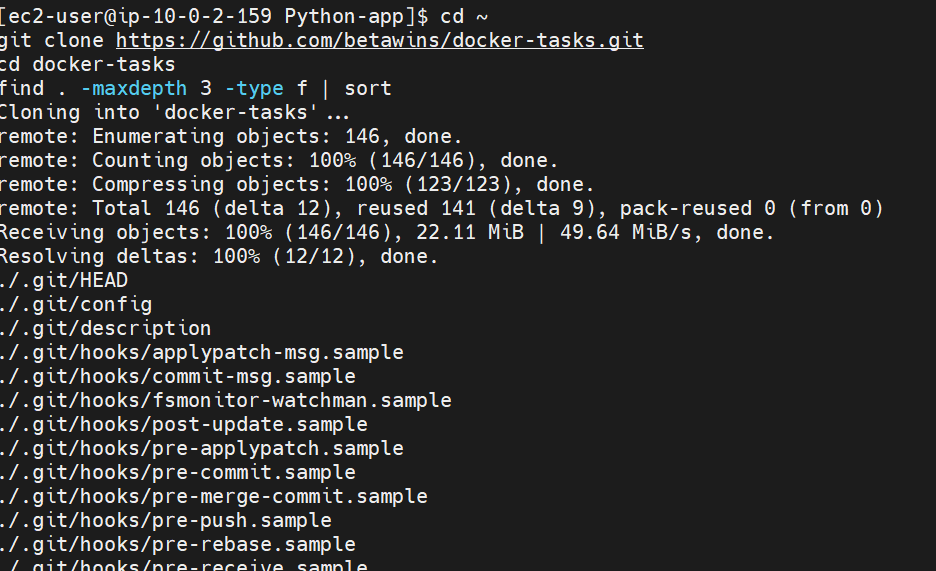 [ec2-user@ip-10-0-2-159 Python-app]$ cd ~
git clone https://github.com/betawins/docker-tasks.git
cd docker-tasks
find . -maxdepth 3 -type f | sort
Cloning into 'docker-tasks'...
remote: Enumerating objects: 146, done.
remote: Counting objects: 100% (146/146), done.
remote: Compressing objects: 100% (123/123), done.
remote: Total 146 (delta 12), reused 141 (delta 9), pack-reused 0 (from 0)
Receiving objects: 100% (146/146), 22.11 MiB | 49.64 MiB/s, done.
Resolving deltas: 100% (12/12), done.
./.git/HEAD
./.git/config
./.git/description
./.git/hooks/applypatch-msg.sample
./.git/hooks/commit-msg.sample
./.git/hooks/fsmonitor-watchman.sample
./.git/hooks/post-update.sample
./.git/hooks/pre-applypatch.sample
./.git/hooks/pre-commit.sample
./.git/hooks/pre-merge-commit.sample
./.git/hooks/pre-push.sample
./.git/hooks/pre-rebase.sample
./.git/hooks/pre-receive.sample